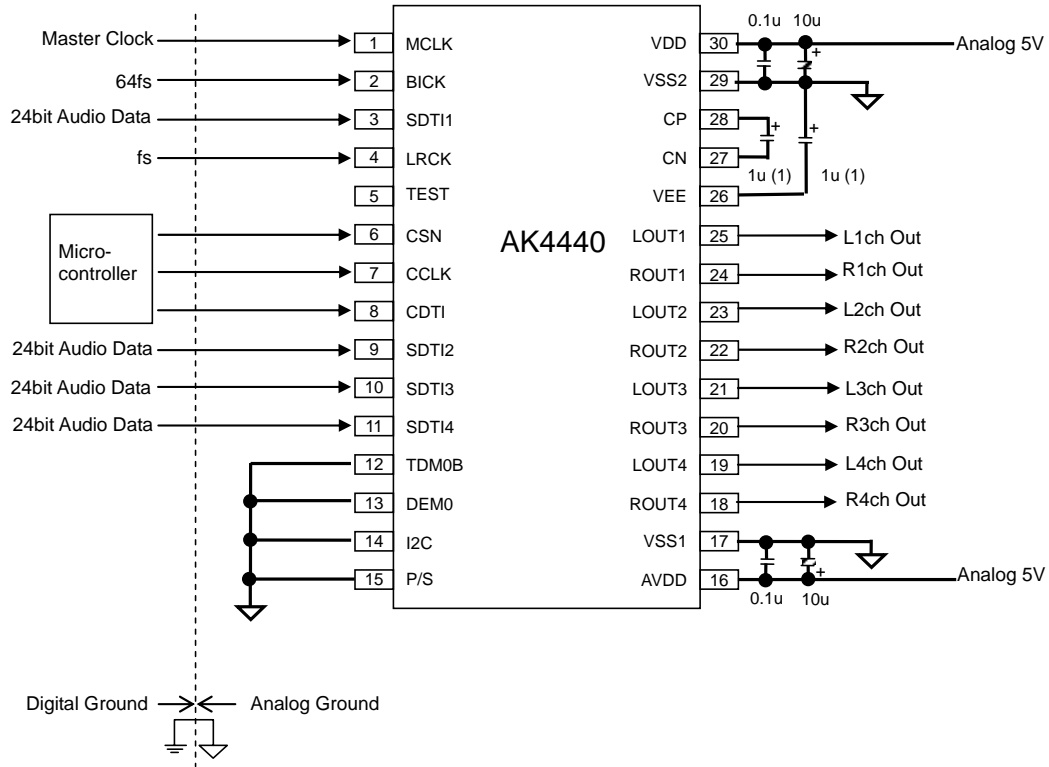 0.1u 10u
Master Clock 1 MCLK VDD 30 + Analog 5V
64fs 2 BICK VSS2 29
24bit Audio Data 3 SDTI1 CP 28 + +
fs 4 LRCK CN 27
1u (1) 1u (1)
5 TEST VEE 26
Micro-
controller
6 CSN AK4440 LOUT1 25 L1ch Out
7 CCLK ROUT1 24 R1ch Out
8 CDTI LOUT2 23 L2ch Out
24bit Audio Data 9 SDTI2 ROUT2 22 R2ch Out
24bit Audio Data 10 SDTI3 LOUT3 21 L3ch Out
24bit Audio Data 11 SDTI4 ROUT3 20 R3ch Out
12 TDM0B LOUT4 19 L4ch Out
13 DEM0 ROUT4 18 R4ch Out
14 I2C VSS1 17
15 P/S AVDD 16 + Analog 5V
0.1u 10u
Digital Ground Analog Ground